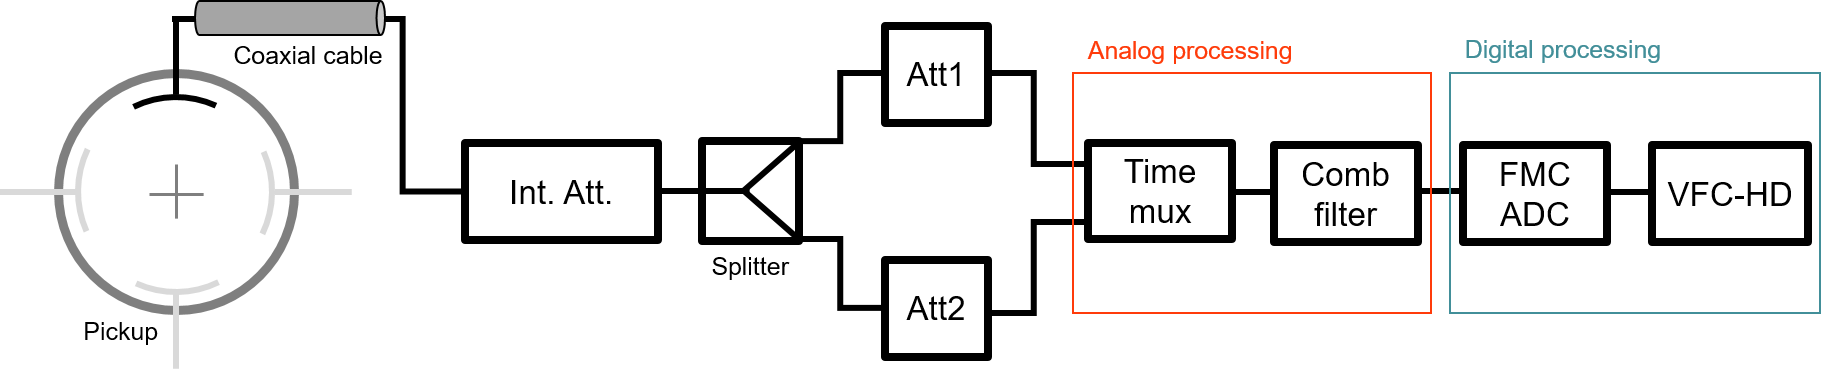 Coaxial cable
Pickup
Int. Att.
Splitter
Att1
Att2
Analog processing
Time
mux
Comb
filter
Digital processing
FMC
ADC
VFC-HD